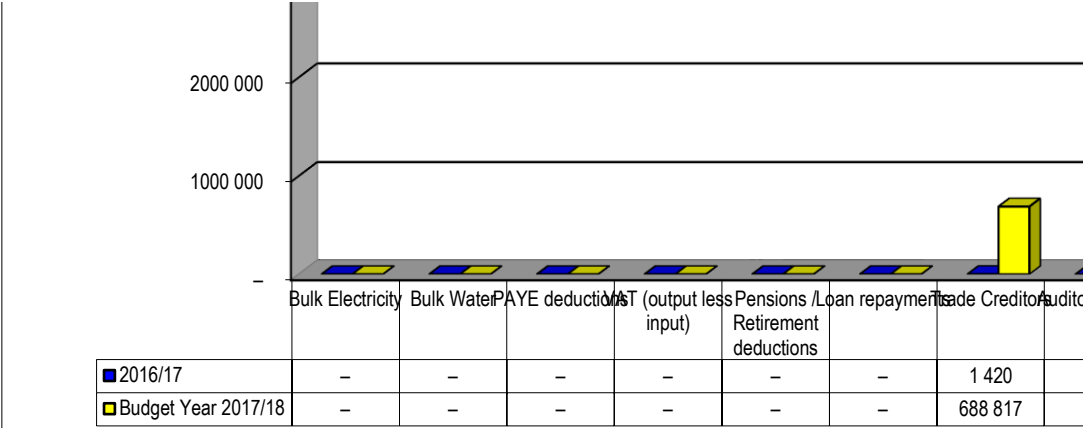 2000 000
1000 000
–
Bulk Electricity Bulk Water PAYE deductions VAT (output less input) Pensions / Retirement deductions Loan repayments Trade Creditors
2016/17 – – – – – – 1 420
Budget Year 2017/18 – – – – – – 688 817